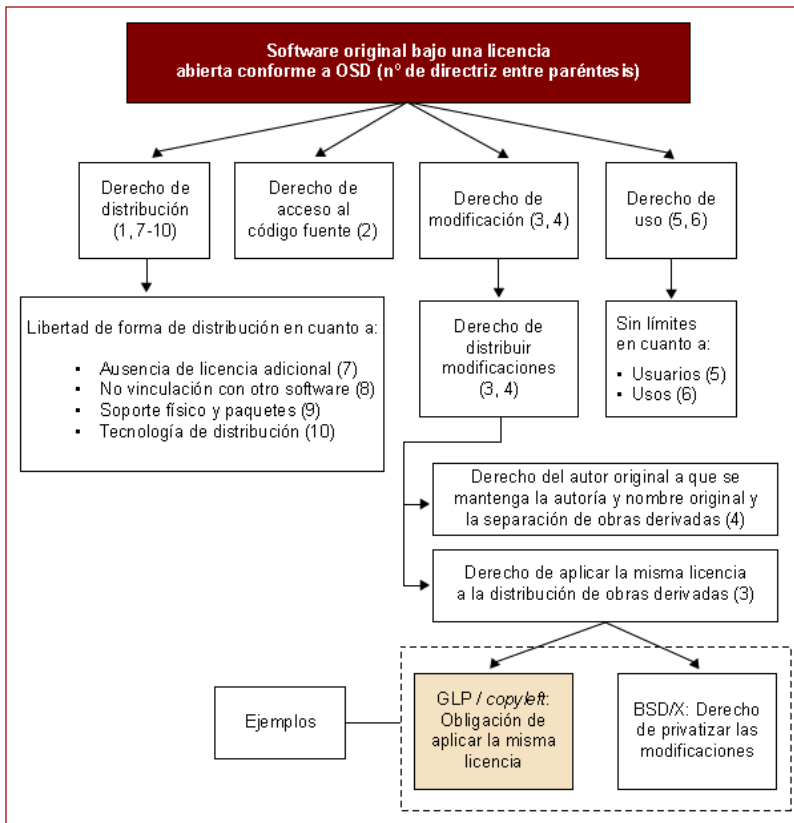 Software original bajo una licencia
abierta conforme a OSD (nº de directriz entre paréntesis)
Derecho de
distribución
(1, 7-10)
Derecho de
acceso al
código fuente (2)
Derecho de
modificación (3, 4)
Derecho de
uso (5, 6)
Libertad de forma de distribución en cuanto a:
▪ Ausencia de licencia adicional (7)
▪ No vinculación con otro software (8)
▪ Soporte físico y paquetes (9)
▪ Tecnología de distribución (10)
Derecho de
distribuir
modificaciones
(3, 4)
Sin límites
en cuanto a:
▪ Usuarios (5)
▪ Usos (6)
Derecho del autor original a que se
mantenga la autoría y nombre original y
la separación de obras derivadas (4)
Derecho de aplicar la misma licencia
a la distribución de obras derivadas (3)
Ejemplos
GLP / copyleft:
Obligación de
aplicar la misma
licencia
BSD/X: Derecho
de privatizar las
modificaciones